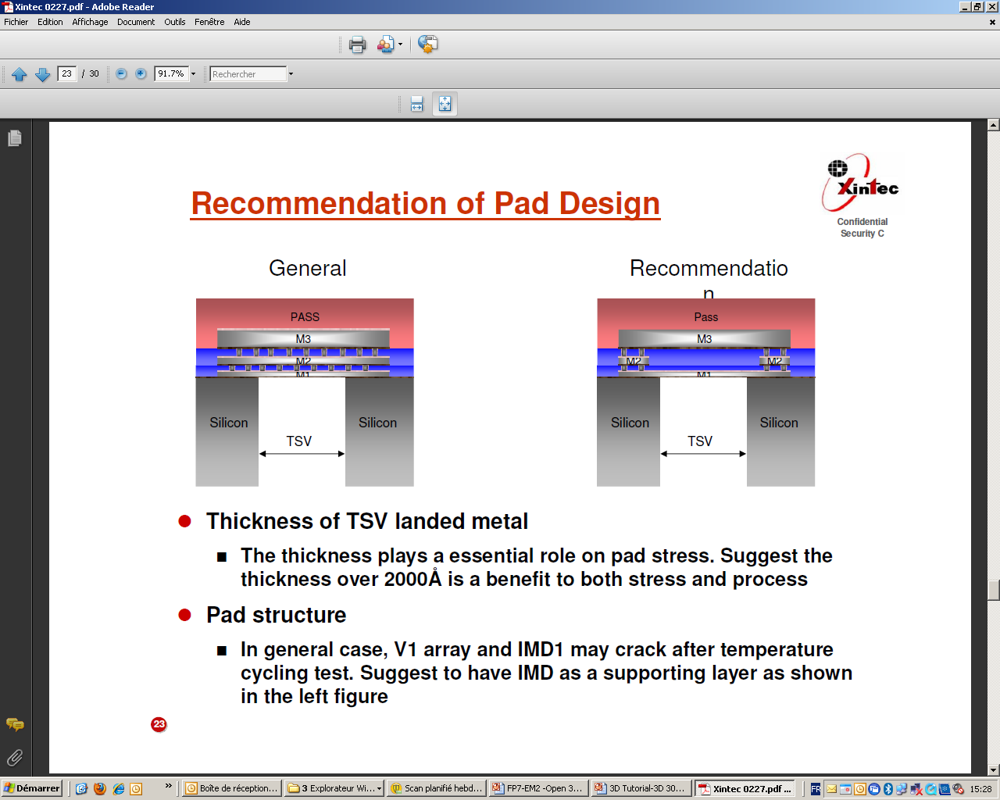 Xintec 0227.pdf - Adobe Reader
Fichier Edition Affichage Document Outils Fenêtre Aide
23 / 30 91.7% Rechercher
Xintec
Confidential
Security C
Recommendation of Pad Design
General
Recommendatio
n
PASS
M3
M2
M1
Silicon
Silicon
TSV
Pass
M3
M2 M2
M1
Silicon
Silicon
TSV
Thickness of TSV landed metal
The thickness plays a essential role on pad stress. Suggest the
thickness over 2000Å is a benefit to both stress and process
Pad structure
In general case, V1 array and IMD1 may crack after temperature
cycling test. Suggest to have IMD as a supporting layer as shown
in the left figure
23
Démarrer » Boîte de réception... 3 Explorateur Wi... Scan planifié hebd... FP7-EM2 -Open 3... 3D Tutorial-3D 30... Xintec 0227.pdf ... FR 15:28